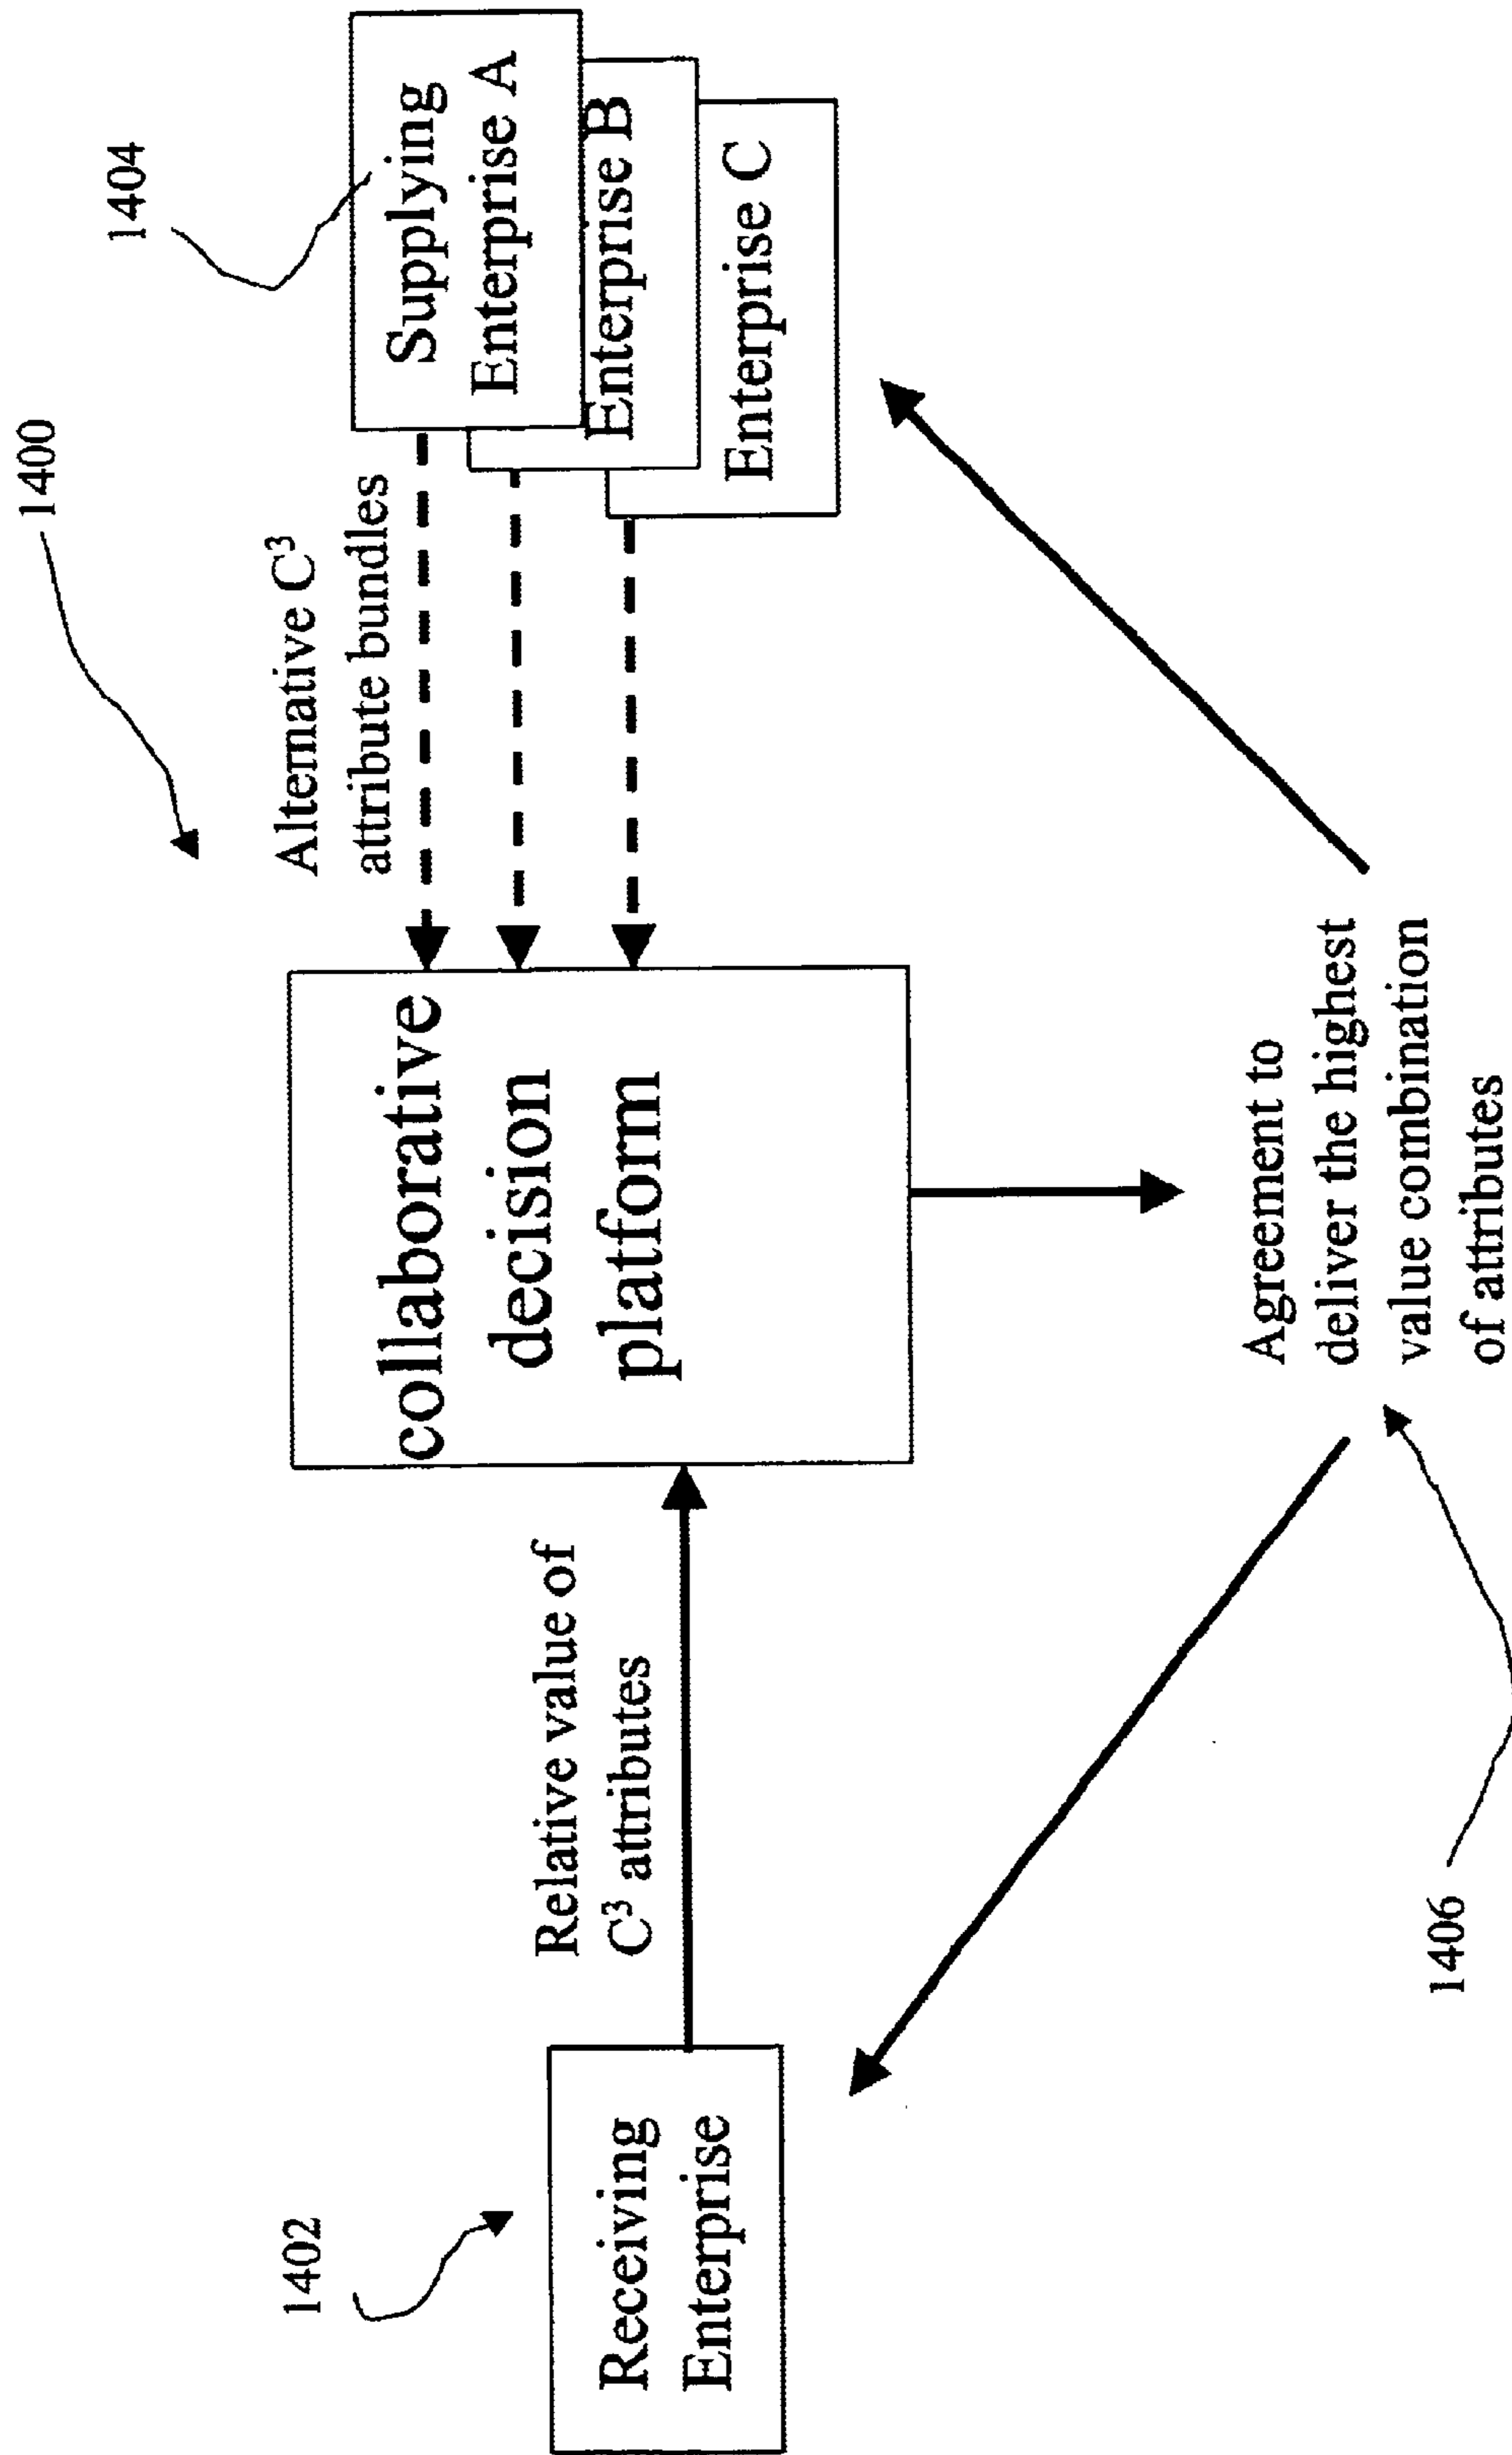 1400
1404
Alternative C³
attribute bundles
Supplying
Enterprise A
Enterprise B
Enterprise C
collaborative
decision
platform
Relative value of
C³ attributes
1402
Receiving
Enterprise
Agreement to
deliver the highest
value combination
of attributes
1406